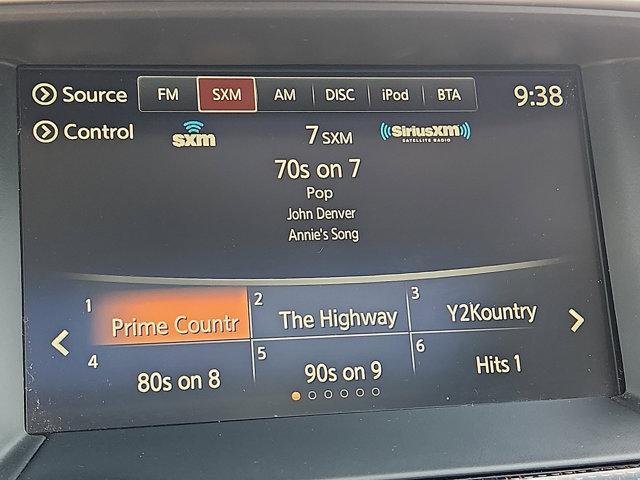 Source FM SXM AM DISC iPod BTA 9:38
Control sxm 7 SXM ((SiriusXM))
SATELLITE RADIO
70s on 7
Pop
John Denver
Annie's Song
1 Prime Countr 2 The Highway 3 Y2Kountry
4 80s on 8 5 90s on 9 6 Hits 1